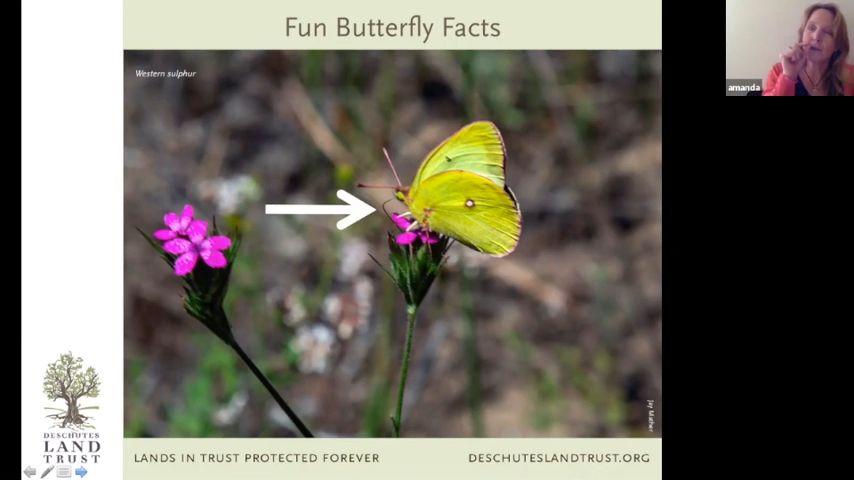 Fun Butterfly Facts
Western sulphur
amanda
Jay Mather
DESCHUTES
LAND
TRUST
LANDS IN TRUST PROTECTED FOREVER
DESCHUTESLANDTRUST.ORG